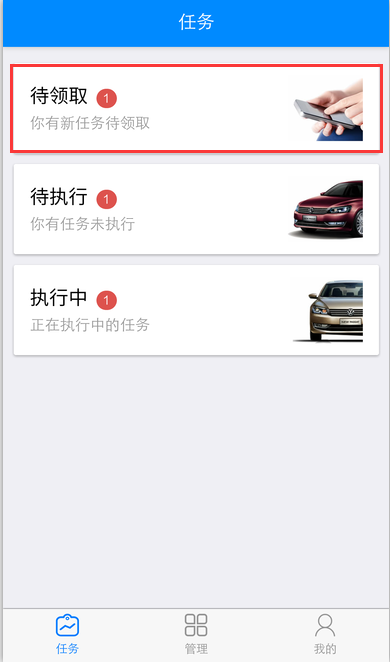 任务
待领取 1
你有新任务待领取
待执行 1
你有任务未执行
执行中 1
正在执行中的任务
任务 管理 我的